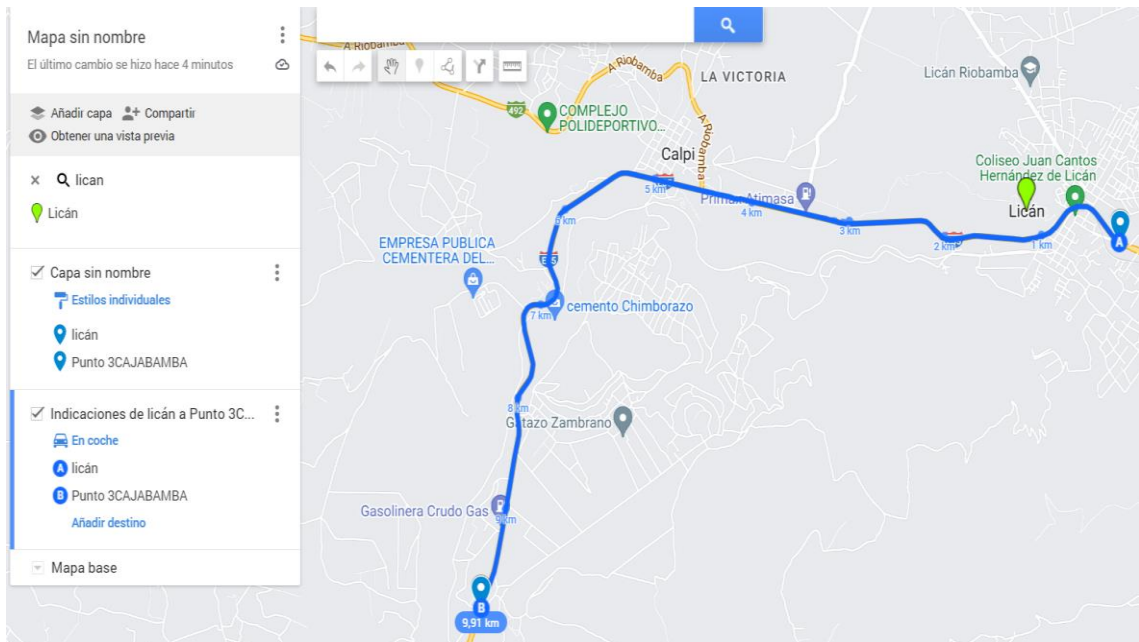 Mapa sin nombre
El último cambio se hizo hace 4 minutos
Añadir capa
Compartir
Obtener una vista previa
lican
Licán
Capa sin nombre
Estilos individuales
licán
Punto 3CAJABAMBA
Indicaciones de licán a Punto 3C...
En coche
A licán
B Punto 3CAJABAMBA
Añadir destino
Mapa base
A Riobamba
A Riobamba
A Riobamba
LA VICTORIA
Licán Riobamba
492
COMPLEJO
POLIDEPORTIVO...
Calpi
Coliseo Juan Cantos
Hernández de Licán
Licán
A
1 km
2 km
3 km
4 km
5 km
6 km
EMPRESA PUBLICA
CEMENTERA DEL...
7 km
cemento Chimborazo
8 km
Gatazo Zambrano
Gasolinera Crudo Gas
9 km
B
9,91 km